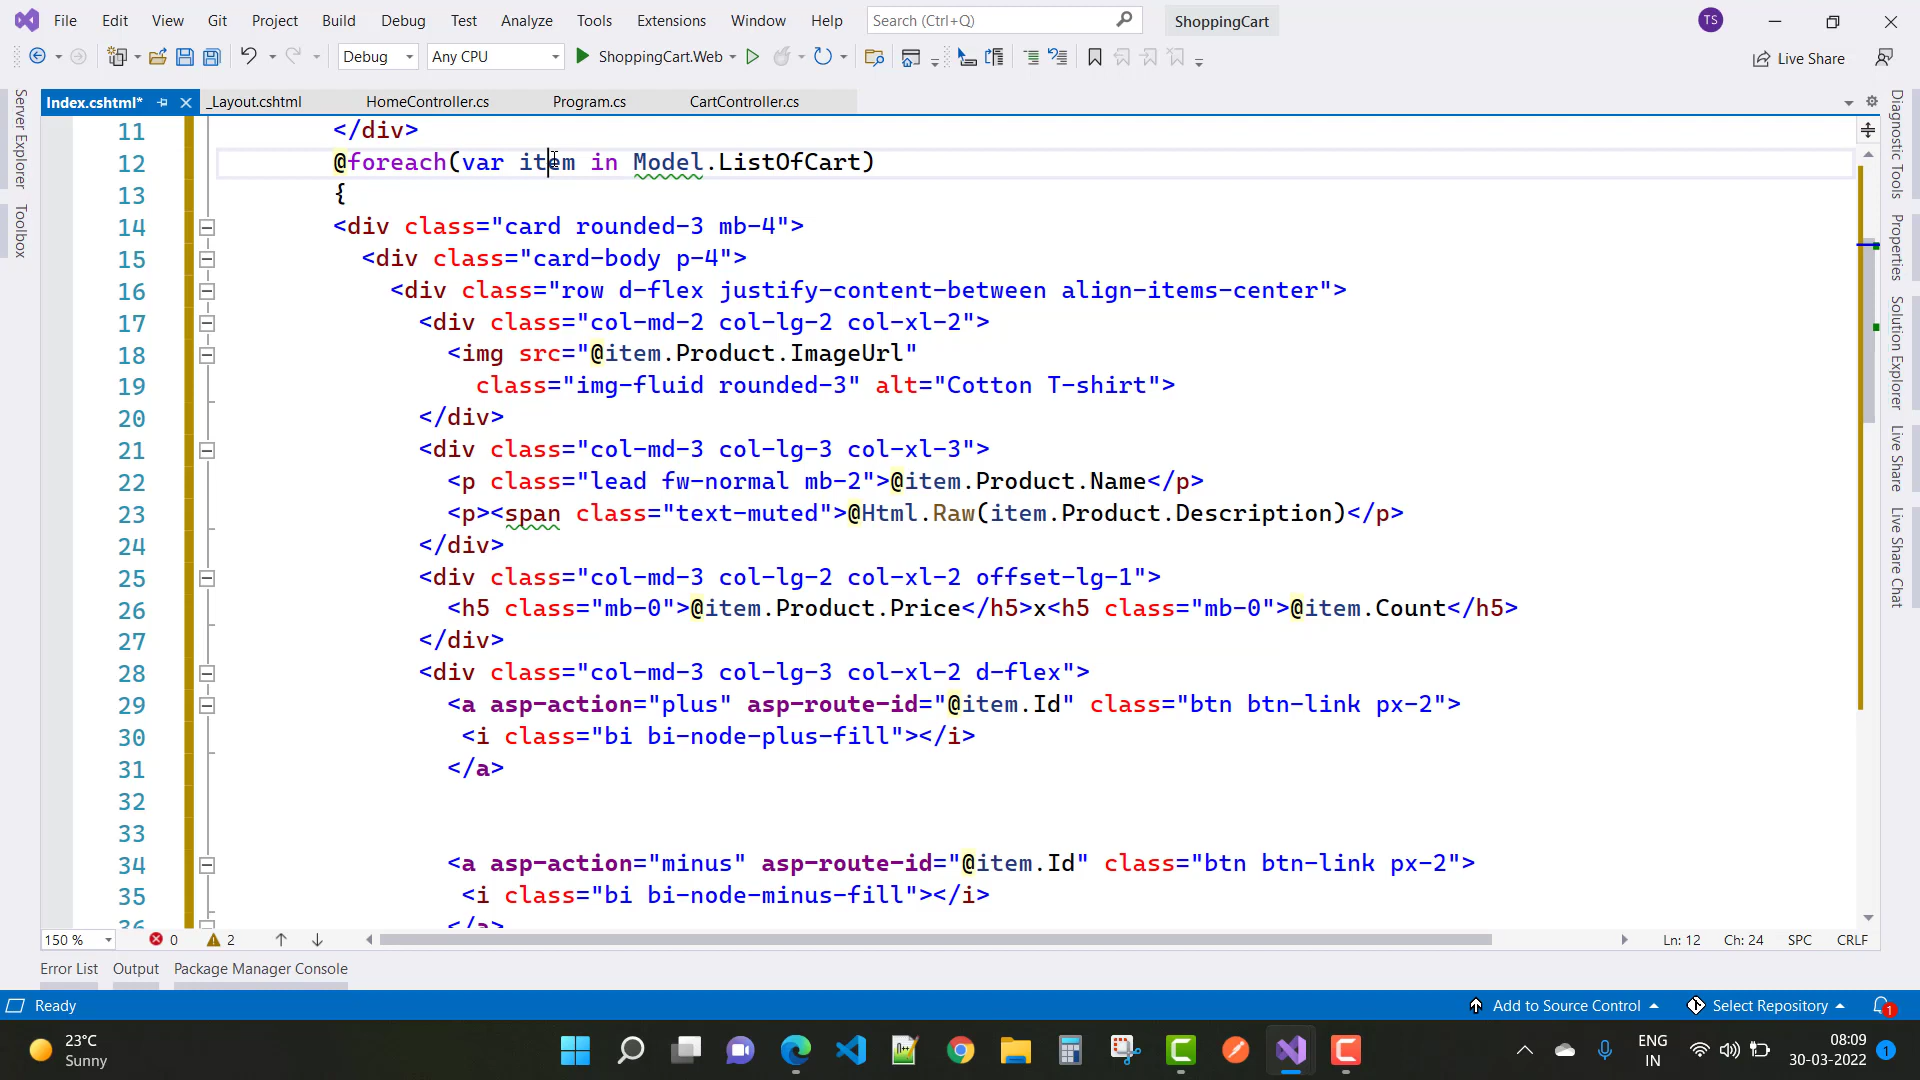 File Edit View Git Project Build Debug Test Analyze Tools Extensions Window Help Search (Ctrl+Q) ShoppingCart TS
Debug Any CPU ShoppingCart.Web Live Share
Index.cshtml* _Layout.cshtml HomeController.cs Program.cs CartController.cs
Server Explorer
Toolbox
11 </div>
12 @foreach(var item in Model.ListOfCart)
13 {
14 <div class="card rounded-3 mb-4">
15 <div class="card-body p-4">
16 <div class="row d-flex justify-content-between align-items-center">
17 <div class="col-md-2 col-lg-2 col-xl-2">
18 <img src="@item.Product.ImageUrl"
19 class="img-fluid rounded-3" alt="Cotton T-shirt">
20 </div>
21 <div class="col-md-3 col-lg-3 col-xl-3">
22 <p class="lead fw-normal mb-2">@item.Product.Name</p>
23 <p><span class="text-muted">@Html.Raw(item.Product.Description)</p>
24 </div>
25 <div class="col-md-3 col-lg-2 col-xl-2 offset-lg-1">
26 <h5 class="mb-0">@item.Product.Price</h5>x<h5 class="mb-0">@item.Count</h5>
27 </div>
28 <div class="col-md-3 col-lg-3 col-xl-2 d-flex">
29 <a asp-action="plus" asp-route-id="@item.Id" class="btn btn-link px-2">
30 <i class="bi bi-node-plus-fill"></i>
31 </a>
32
33
34 <a asp-action="minus" asp-route-id="@item.Id" class="btn btn-link px-2">
35 <i class="bi bi-node-minus-fill"></i>
36 </a>
Diagnostic Tools
Properties
Solution Explorer
Live Share
Live Share Chat
150 % 0 2 Ln: 12 Ch: 24 SPC CRLF
Error List Output Package Manager Console
Ready Add to Source Control Select Repository 1
23°C
Sunny
ENG
IN
08:09
30-03-2022
1